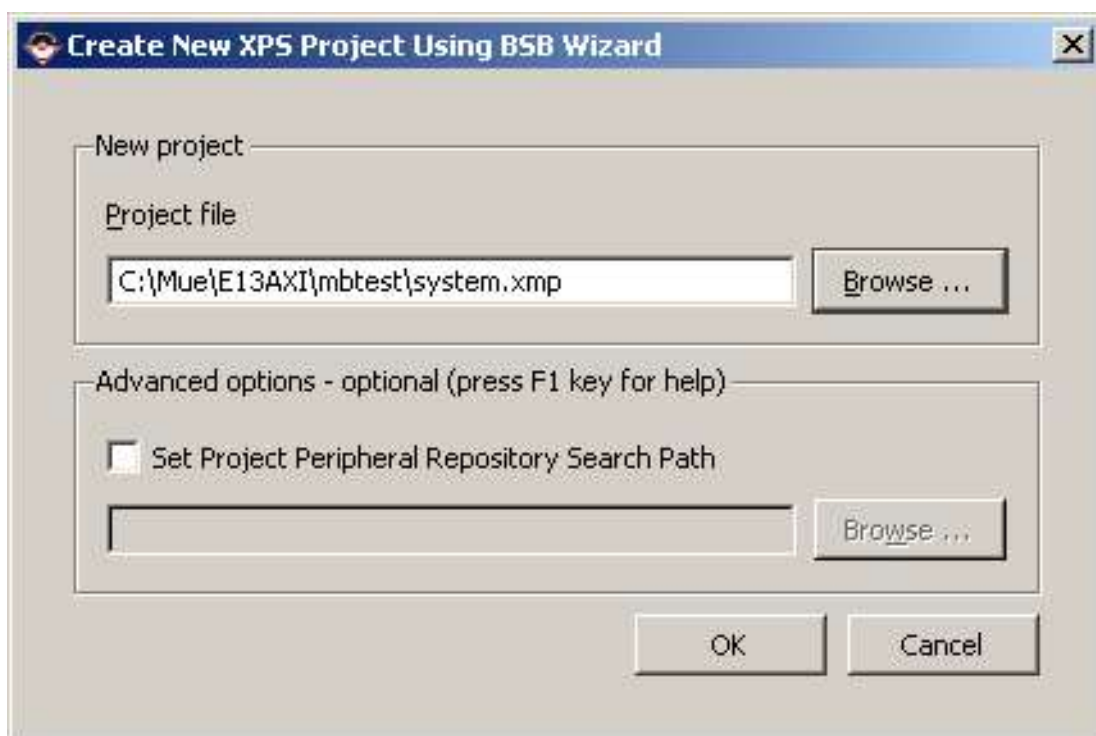 Create New XPS Project Using BSB Wizard
New project
Project file
C:\Mue\E13AXI\mbtest\system.xmp
Browse ...
Advanced options - optional (press F1 key for help)
Set Project Peripheral Repository Search Path
Browse ...
OK
Cancel